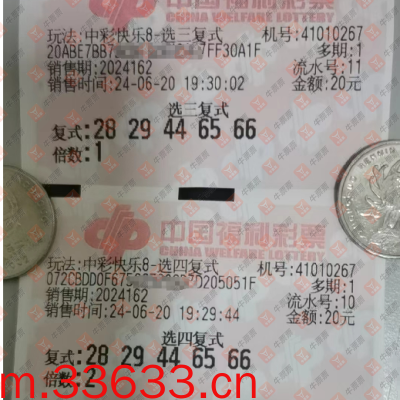 中国福利彩票
CHINA WELFARE LOTTERY
玩法:中彩快乐8-选三复式 机号:41010267
20ABE7BB7 7FF30A1F 多期:1
销售期:2024162 流水号:11
销售时间:24-06-20 19:30:02 金额:20元
选三复式
复式:28 29 44 65 66
倍数:1
中国福利彩票
CHINA WELFARE LOTTERY
玩法:中彩快乐8-选四复式 机号:41010267
072CBDD0F675 D205051F 多期:1
销售期:2024162 流水号:10
销售时间:24-06-20 19:29:44 金额:20元
选四复式
复式:28 29 44 65 66
倍数:2
m.33633.cn